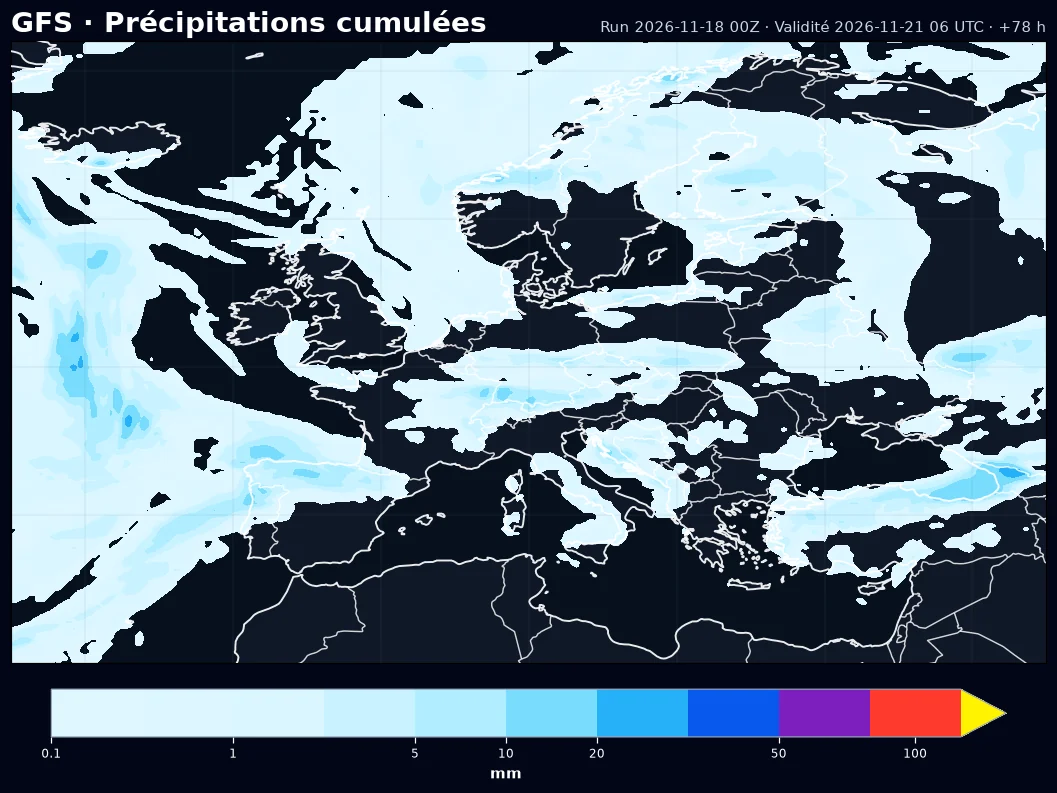 GFS · Précipitations cumulées
Run 2026-11-18 00Z · Validité 2026-11-21 06 UTC · +78 h
0.1 1 5 10 20 50 100
mm